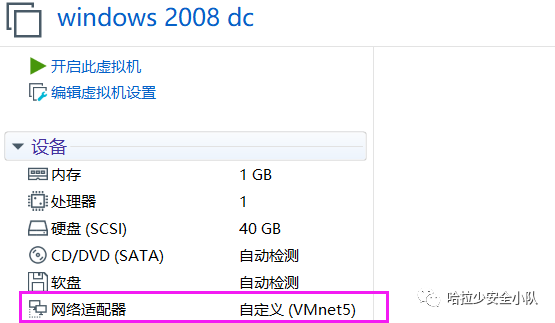 windows 2008 dc
开启此虚拟机
编辑虚拟机设置
设备
内存 1 GB
处理器 1
硬盘 (SCSI) 40 GB
CD/DVD (SATA) 自动检测
软盘 自动检测
网络适配器 自定义 (VMnet5)
哈拉少安全小队